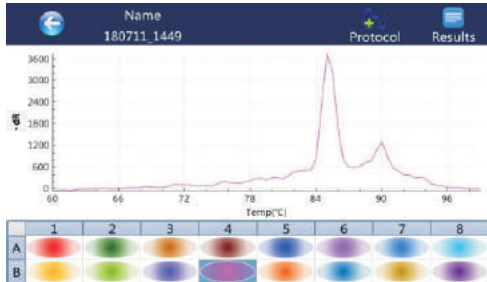 Name
180711_1449
Protocol
Results
-dR
3600
3000
2400
1800
1200
600
0
60 66 72 78 84 90 96
Temp(℃)
1 2 3 4 5 6 7 8
A
B